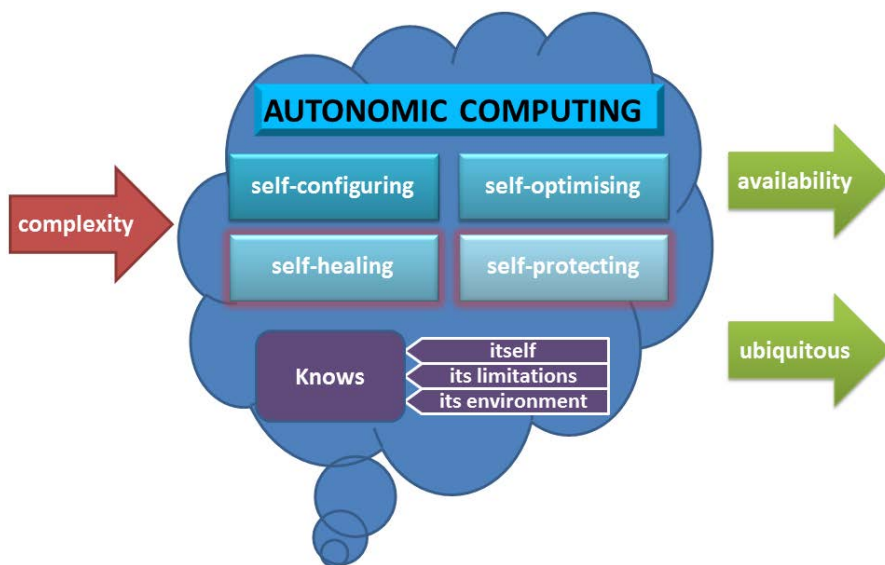 AUTONOMIC COMPUTING
self-configuring
self-optimising
complexity
availability
self-healing
self-protecting
Knows
itself
its limitations
its environment
ubiquitous